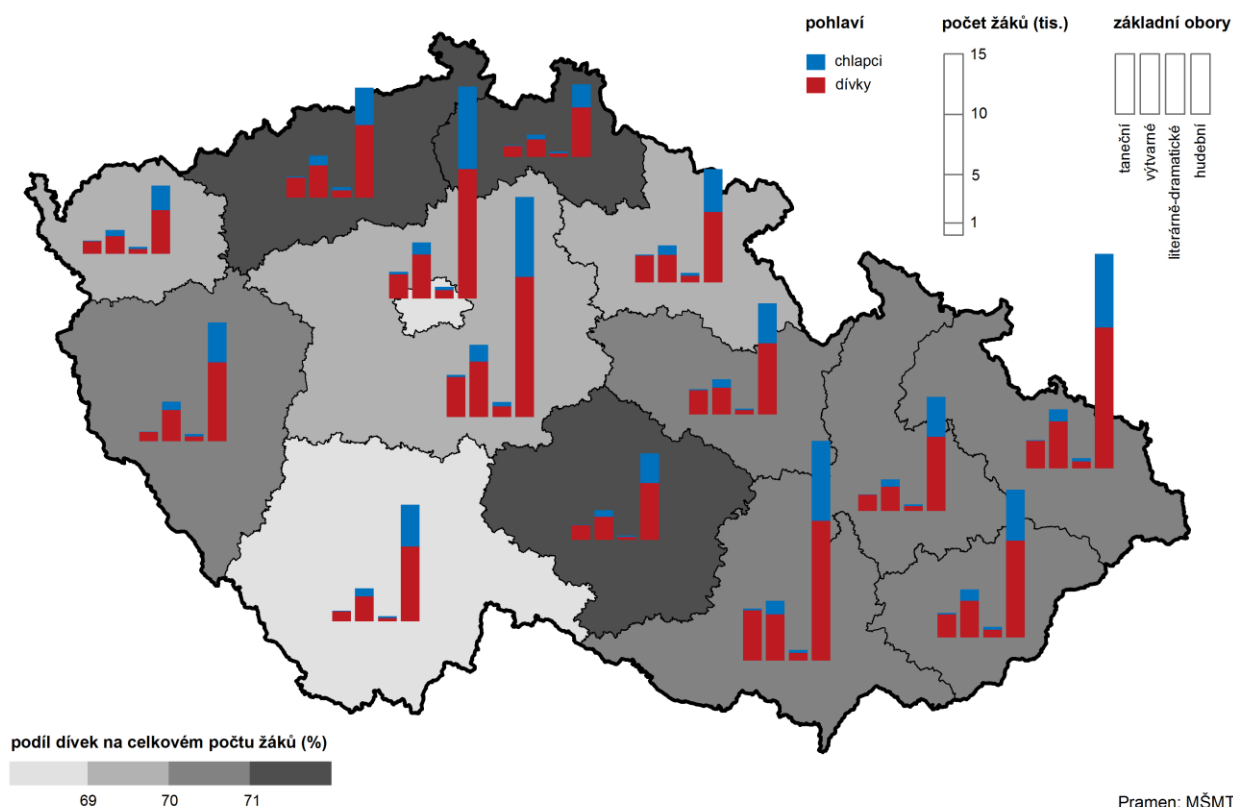 pohlaví
chlapci
dívky
počet žáků (tis.)
15
10
5
1
základní obory
taneční
výtvarné
literárně-dramatické
hudební
podíl dívek na celkovém počtu žáků (%)
69
70
71
Pramen: MŠMT